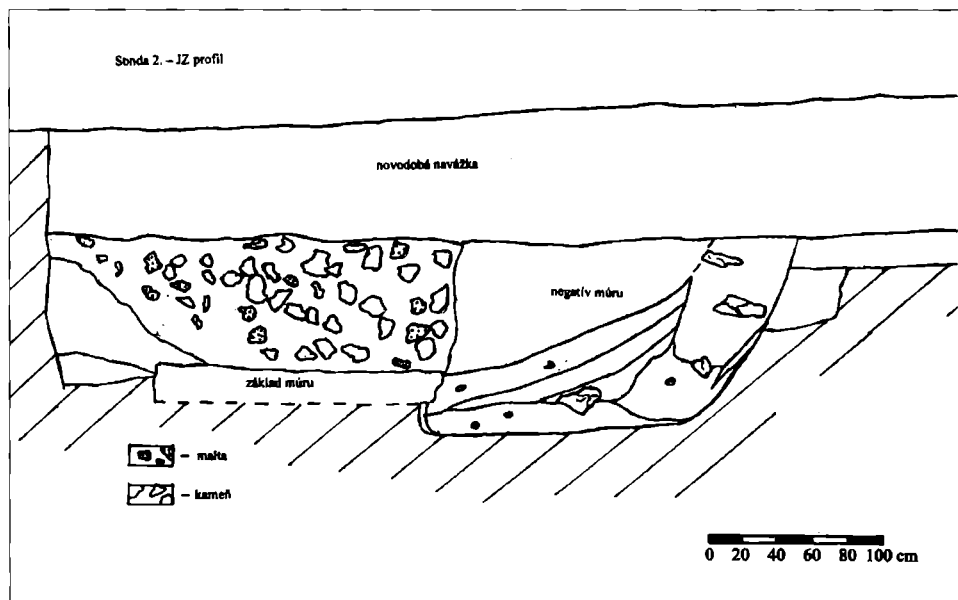 Sonda 2. – JZ profil
novodobá navážka
negatív múru
základ múru
– malta
– kameň
0 20 40 60 80 100 cm